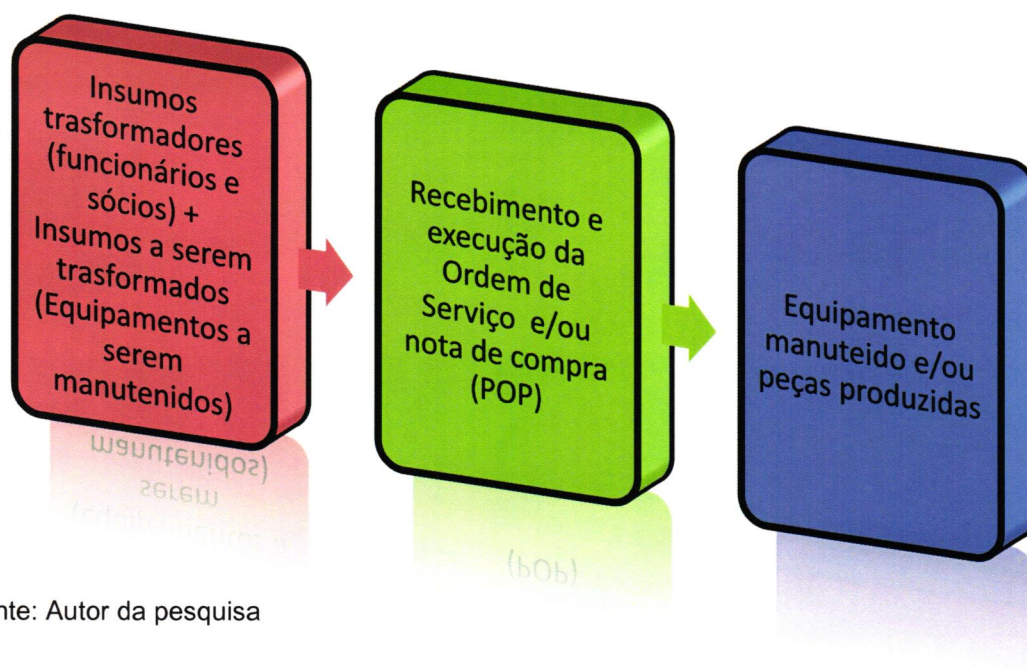 Insumos
trasformadores
(funcionários e
sócios) +
Insumos a serem
trasformados
(Equipamentos a
serem
manutenidos)
Recebimento e
execução da
Ordem de
Serviço e/ou
nota de compra
(POP)
Equipamento
manuteido e/ou
peças produzidas
nte: Autor da pesquisa